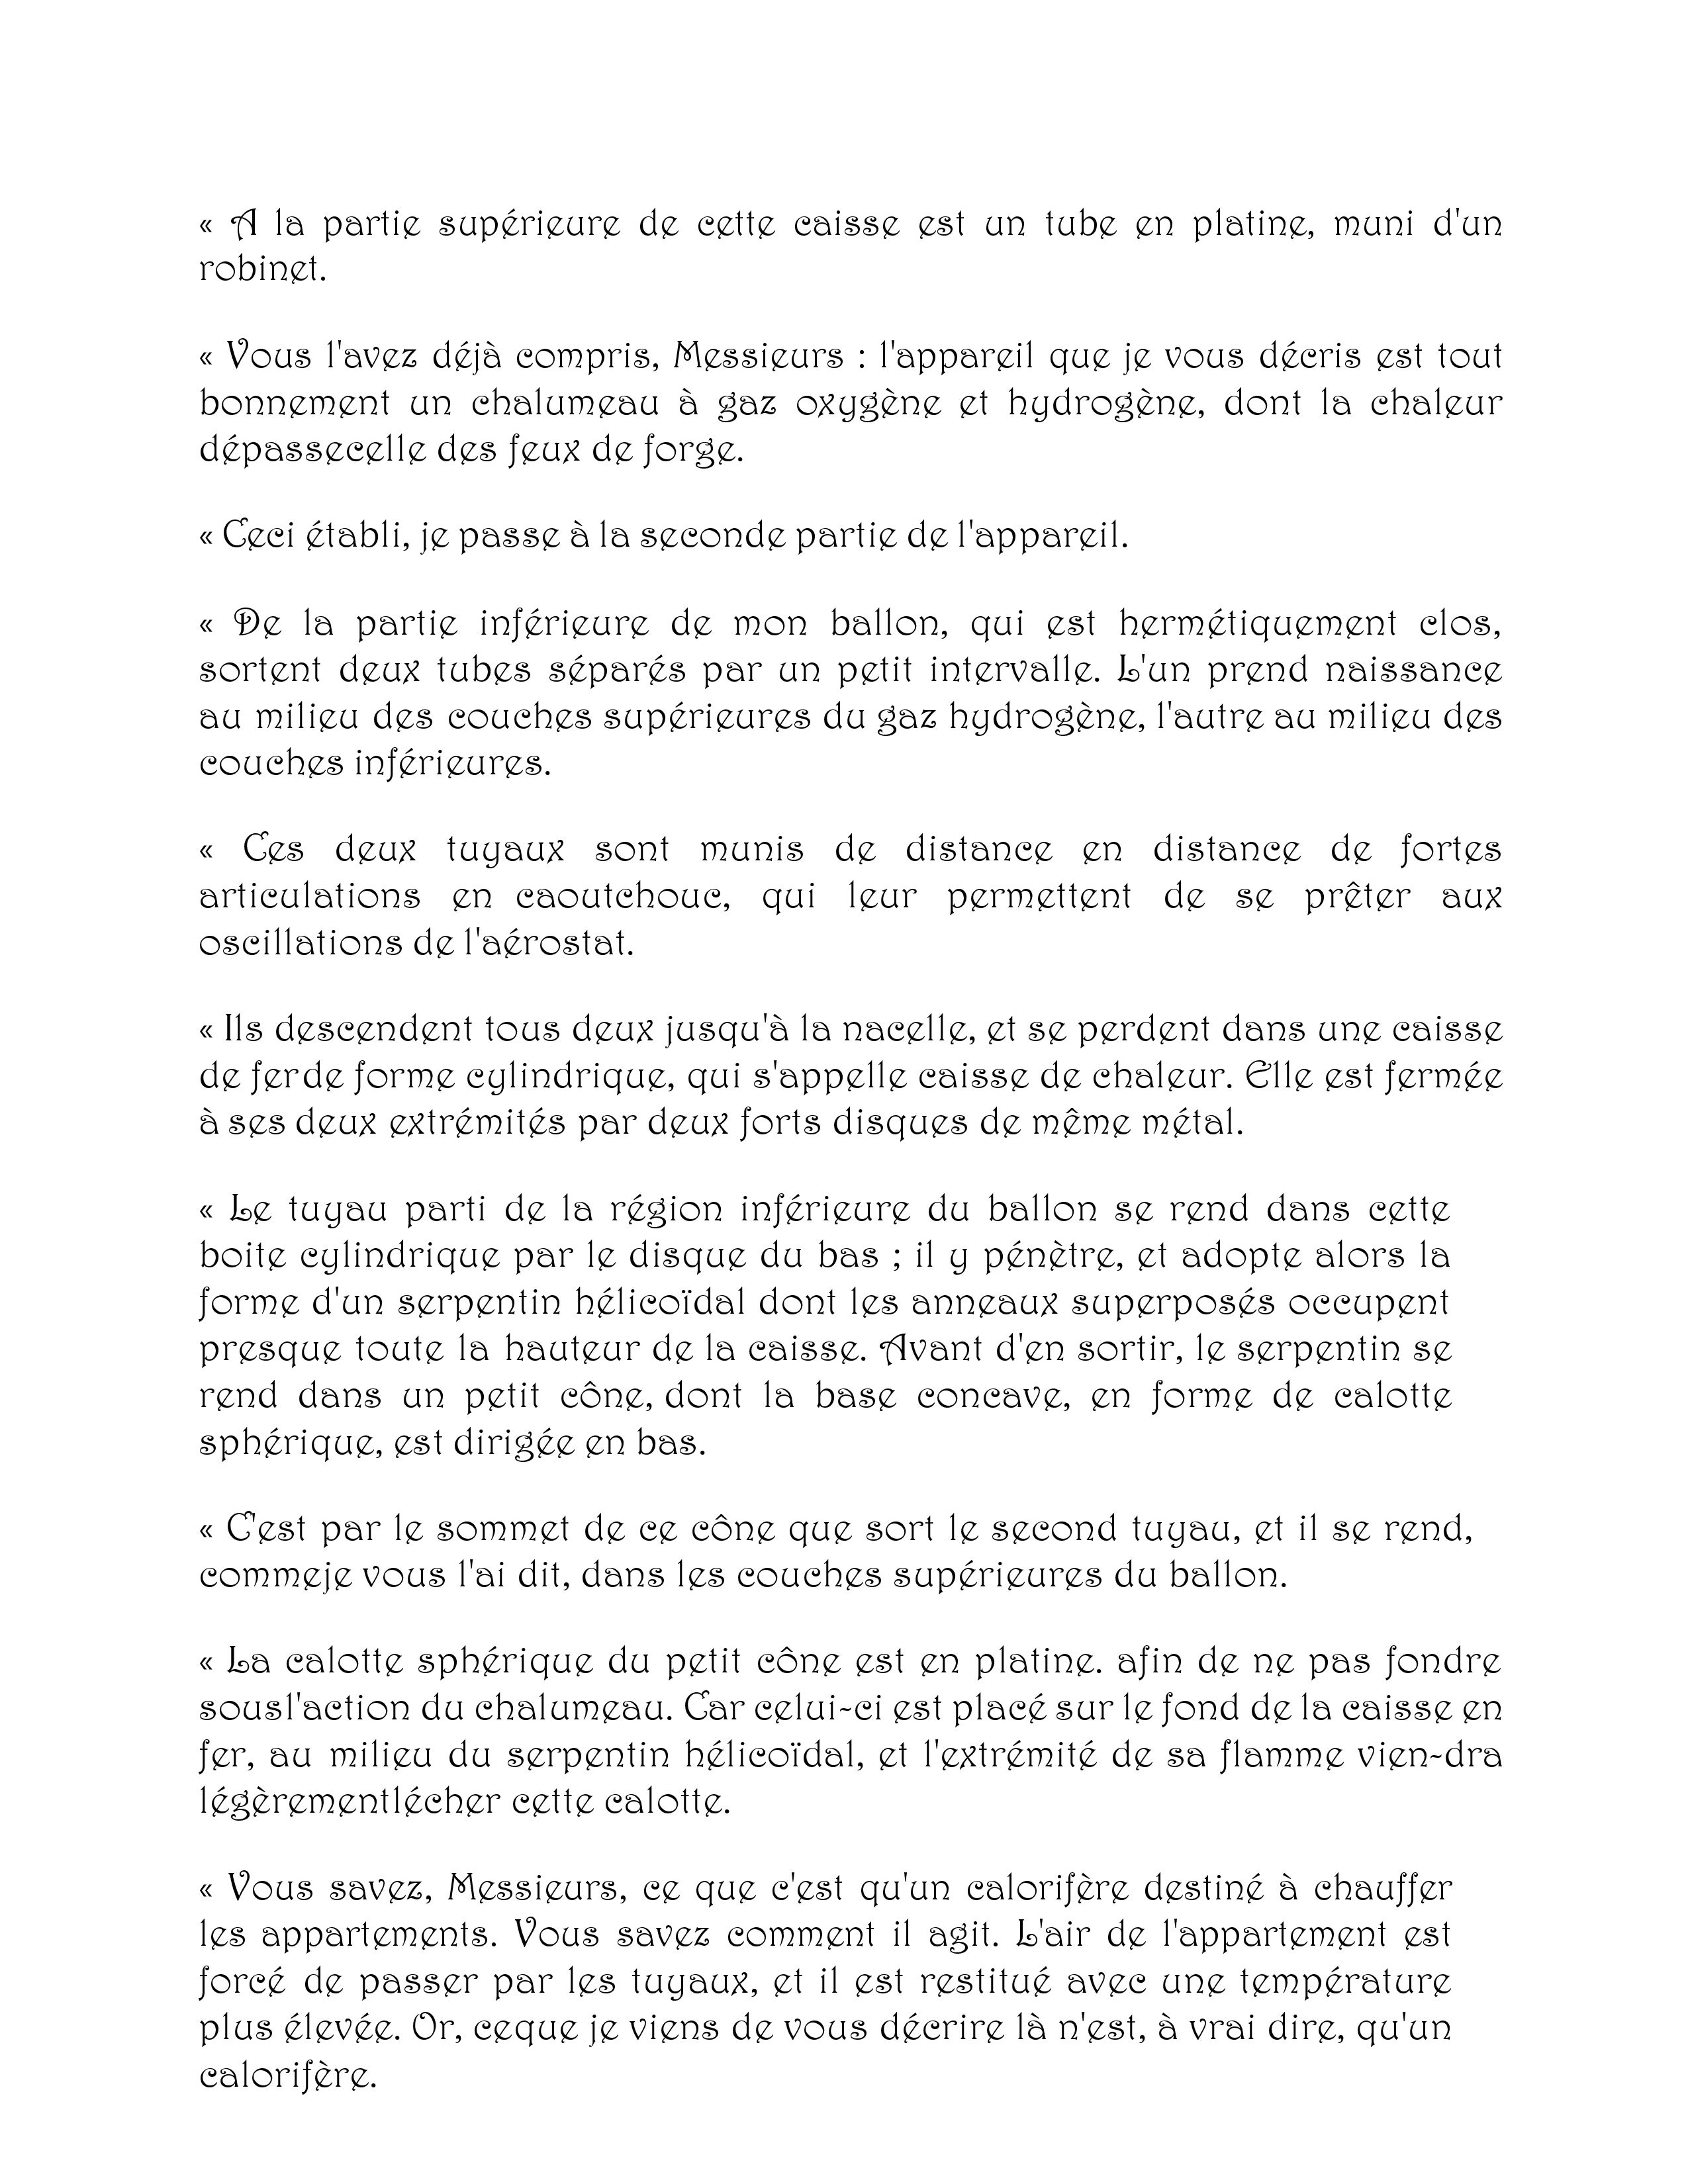 « A la partie supérieure de cette caisse est un tube en platine, muni d'un
robinet.
« Vous l'avez déjà compris, Messieurs : l'appareil que je vous décris est tout
bonnement un chalumeau à gaz oxygène et hydrogène, dont la chaleur
dépassecelle des feux de forge.
« Ceci établi, je passe à la seconde partie de l'appareil.
« De la partie inférieure de mon ballon, qui est hermétiquement clos,
sortent deux tubes séparés par un petit intervalle. L'un prend naissance
au milieu des couches supérieures du gaz hydrogène, l'autre au milieu des
couches inférieures.
« Ces deux tuyaux sont munis de distance en distance de fortes
articulations en caoutchouc, qui leur permettent de se prêter aux
oscillations de l'aérostat.
« Ils descendent tous deux jusqu'à la nacelle, et se perdent dans une caisse
de ferde forme cylindrique, qui s'appelle caisse de chaleur. Elle est fermée
à ses deux extrémités par deux forts disques de même métal.
« Le tuyau parti de la région inférieure du ballon se rend dans cette
boite cylindrique par le disque du bas ; il y pénètre, et adopte alors la
forme d'un serpentin hélicoïdal dont les anneaux superposés occupent
presque toute la hauteur de la caisse. Avant d'en sortir, le serpentin se
rend dans un petit cône, dont la base concave, en forme de calotte
sphérique, est dirigée en bas.
« C'est par le sommet de ce cône que sort le second tuyau, et il se rend,
commeje vous l'ai dit, dans les couches supérieures du ballon.
« La calotte sphérique du petit cône est en platine. afin de ne pas fondre
sousl'action du chalumeau. Car celui-ci est placé sur le fond de la caisse en
fer, au milieu du serpentin hélicoïdal, et l'extrémité de sa flamme vien-dra
légèrementlécher cette calotte.
« Vous savez, Messieurs, ce que c'est qu'un calorifère destiné à chauffer
les appartements. Vous savez comment il agit. L'air de l'appartement est
forcé de passer par les tuyaux, et il est restitué avec une température
plus élevée. Or, ceque je viens de vous décrire là n'est, à vrai dire, qu'un
calorifère.